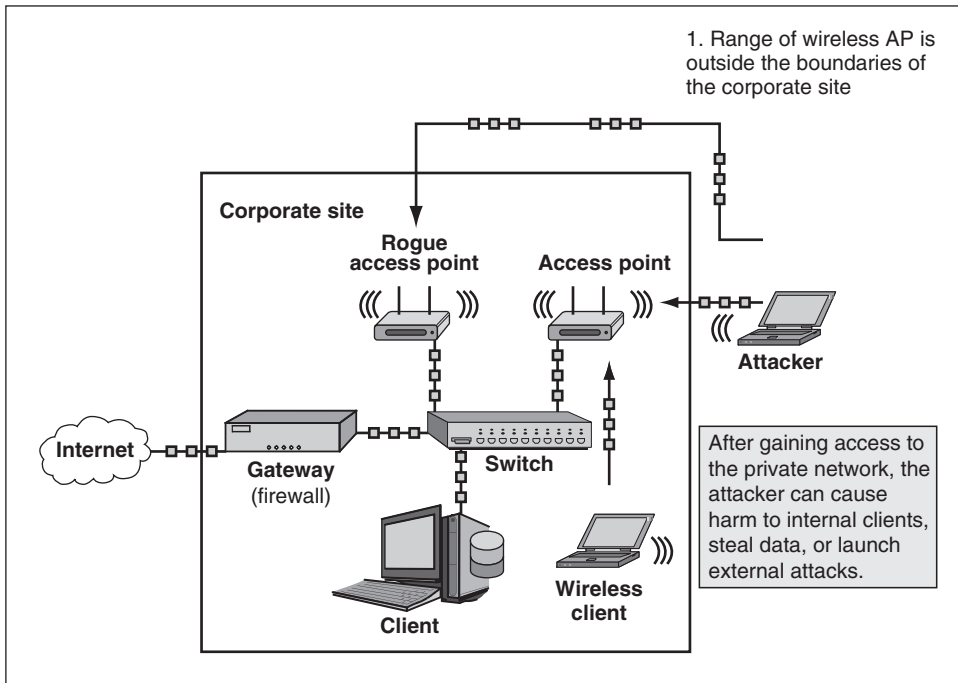 1. Range of wireless AP is
outside the boundaries of
the corporate site
Corporate site
Rogue
access point
Access point
Attacker
Internet
Gateway
(firewall)
Switch
After gaining access to
the private network, the
attacker can cause
harm to internal clients,
steal data, or launch
external attacks.
Client
Wireless
client